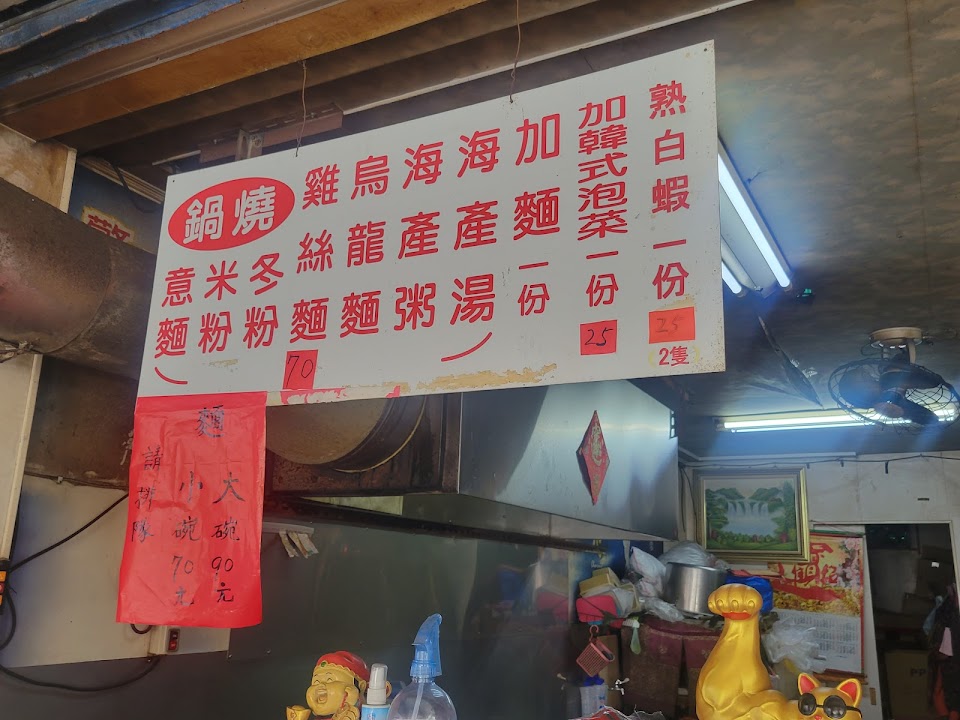 熟白蝦一份
25
(2隻)
加韓式泡菜一份
25
加麵一份
海產湯
海產粥
烏龍麵
雞絲麵
鍋燒
冬粉
米粉
意麵
70
麵
大碗90元
小碗70元
請排隊